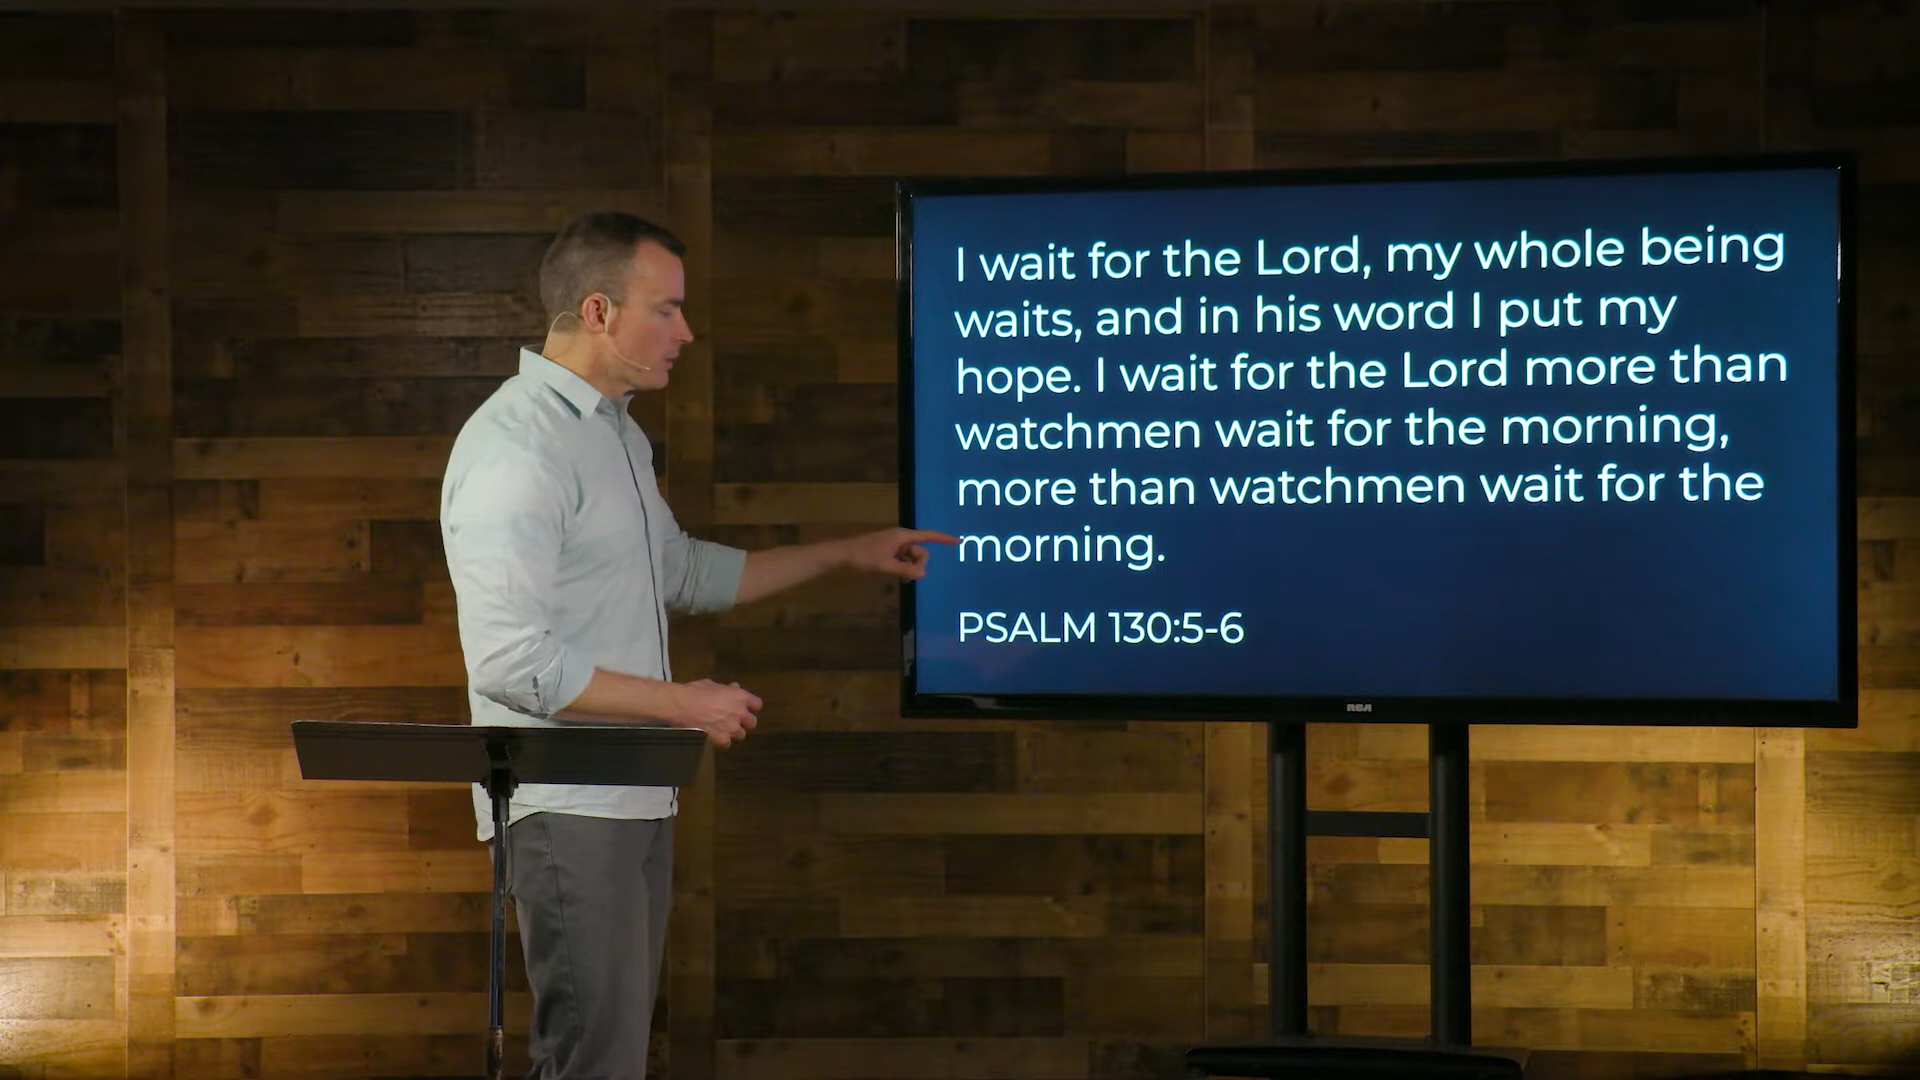 I wait for the Lord, my whole being
waits, and in his word I put my
hope. I wait for the Lord more than
watchmen wait for the morning,
more than watchmen wait for the
morning.
PSALM 130:5-6
RCA